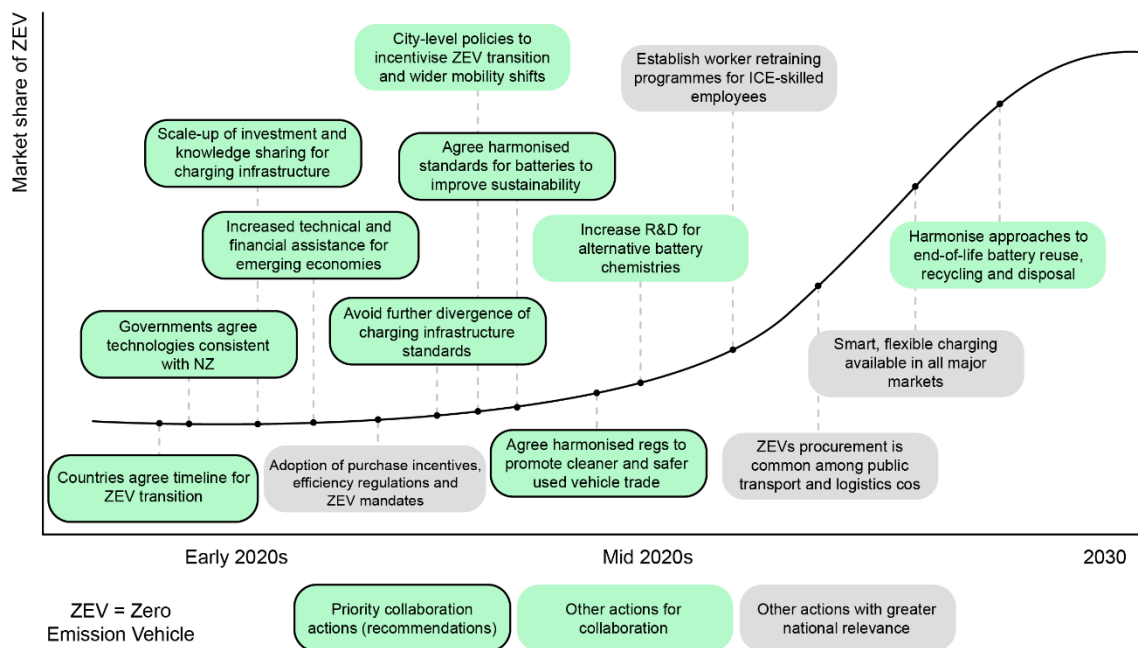 Market share of ZEV
City-level policies to
incentivise ZEV transition
and wider mobility shifts
Establish worker retraining
programmes for ICE-skilled
employees
Scale-up of investment and
knowledge sharing for
charging infrastructure
Agree harmonised
standards for batteries to
improve sustainability
Increased technical and
financial assistance for
emerging economies
Increase R&D for
alternative battery
chemistries
Harmonise approaches to
end-of-life battery reuse,
recycling and disposal
Governments agree
technologies consistent
with NZ
Avoid further divergence of
charging infrastructure
standards
Smart, flexible charging
available in all major
markets
Countries agree timeline for
ZEV transition
Adoption of purchase incentives,
efficiency regulations and
ZEV mandates
Agree harmonised regs to
promote cleaner and safer
used vehicle trade
ZEVs procurement is
common among public
transport and logistics cos
Early 2020s
Mid 2020s
2030
ZEV = Zero
Emission Vehicle
Priority collaboration
actions (recommendations)
Other actions for
collaboration
Other actions with greater
national relevance